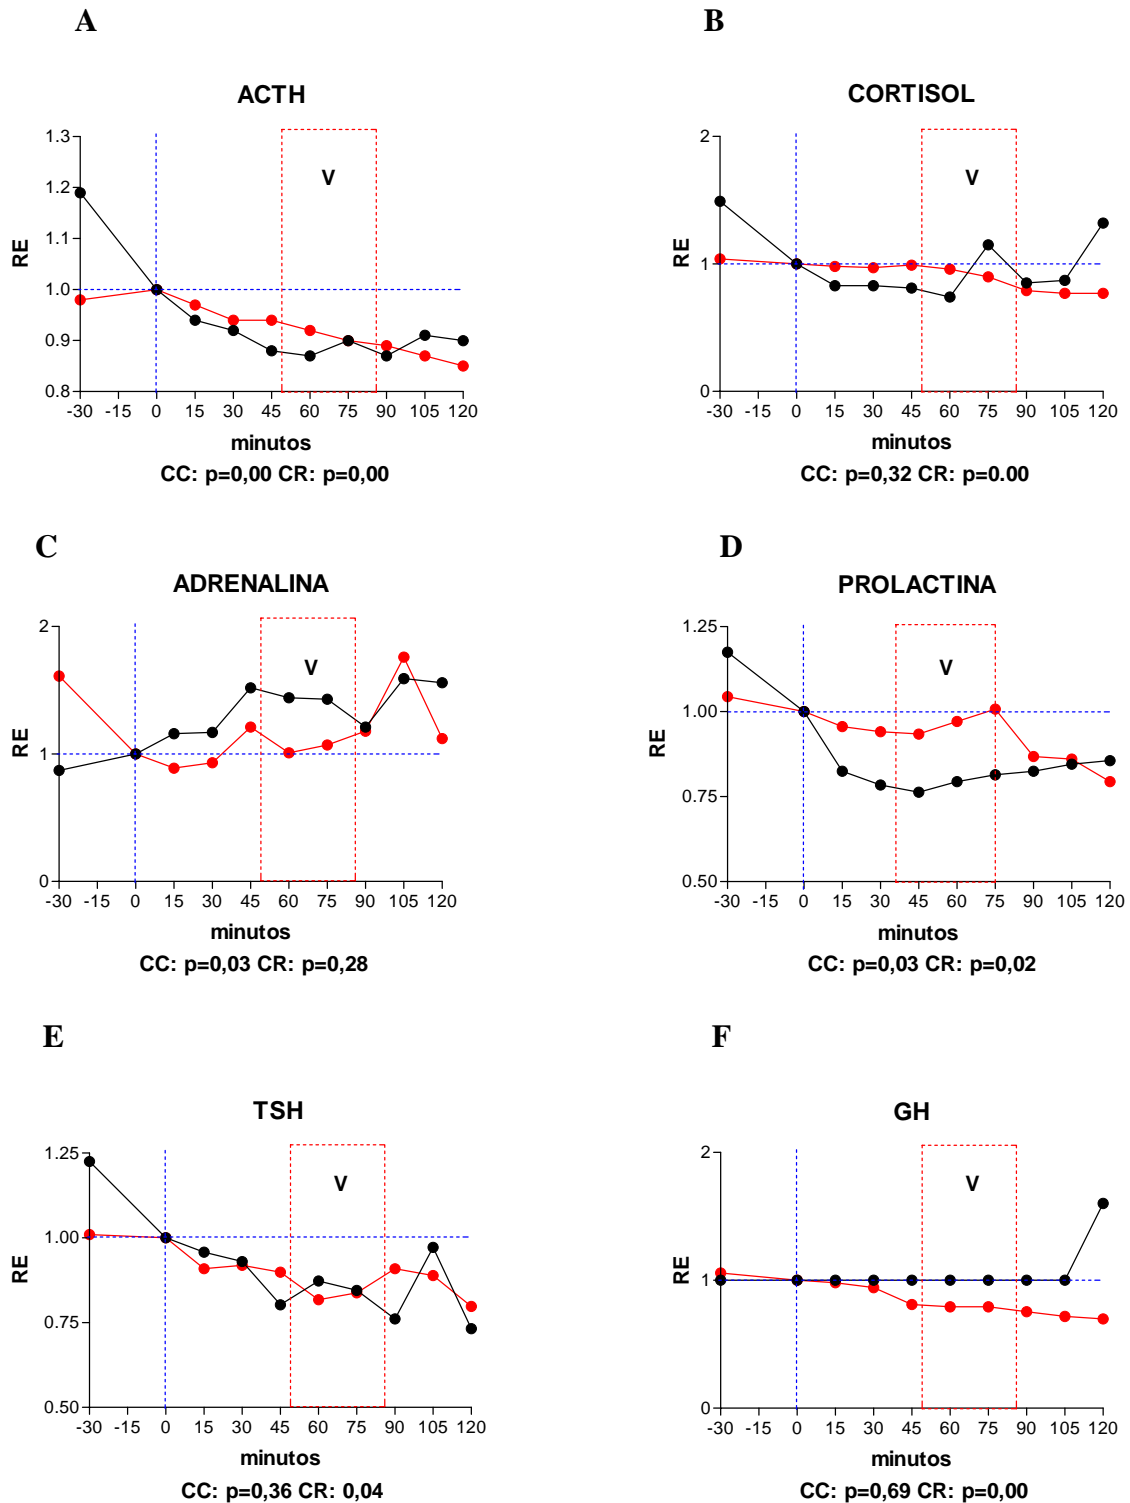 A
ACTH
1.3
1.2
1.1
1.0
0.9
0.8
RE
V
-30 -15 0 15 30 45 60 75 90 105 120
minutos
CC: p=0,00 CR: p=0,00
B
CORTISOL
2
1
0
RE
V
-30 -15 0 15 30 45 60 75 90 105 120
minutos
CC: p=0,32 CR: p=0.00
C
ADRENALINA
2
1
0
RE
V
-30 -15 0 15 30 45 60 75 90 105 120
minutos
CC: p=0,03 CR: p=0,28
D
PROLACTINA
1.25
1.00
0.75
0.50
RE
V
-30 -15 0 15 30 45 60 75 90 105 120
minutos
CC: p=0,03 CR: p=0,02
E
TSH
1.25
1.00
0.75
0.50
RE
V
-30 -15 0 15 30 45 60 75 90 105 120
minutos
CC: p=0,36 CR: 0,04
F
GH
2
1
0
RE
V
-30 -15 0 15 30 45 60 75 90 105 120
minutos
CC: p=0,69 CR: p=0,00